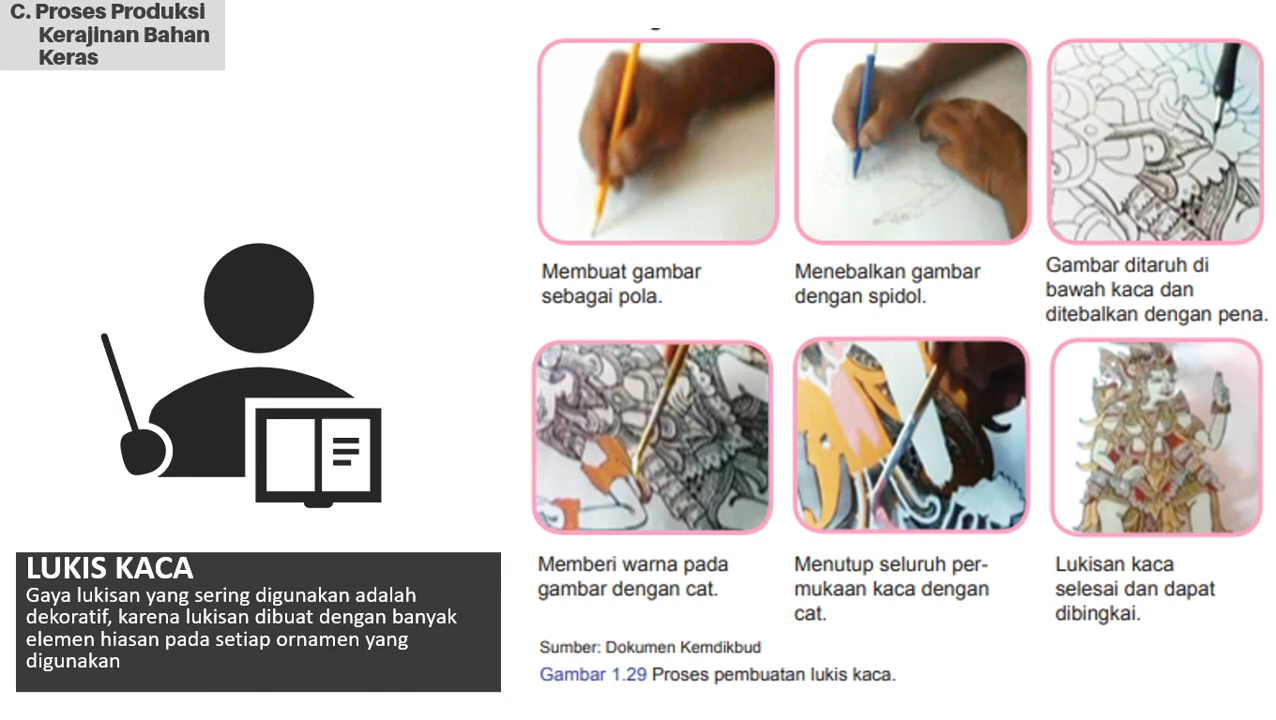 C. Proses Produksi
Kerajinan Bahan
Keras
Membuat gambar
sebagai pola.
Menebalkan gambar
dengan spidol.
Gambar ditaruh di
bawah kaca dan
ditebalkan dengan pena.
Memberi warna pada
gambar dengan cat.
Menutup seluruh per-
mukaan kaca dengan
cat.
Lukisan kaca
selesai dan dapat
dibingkai.
Sumber: Dokumen Kemdikbud
Gambar 1.29 Proses pembuatan lukis kaca.
LUKIS KACA
Gaya lukisan yang sering digunakan adalah
dekoratif, karena lukisan dibuat dengan banyak
elemen hiasan pada setiap ornamen yang
digunakan